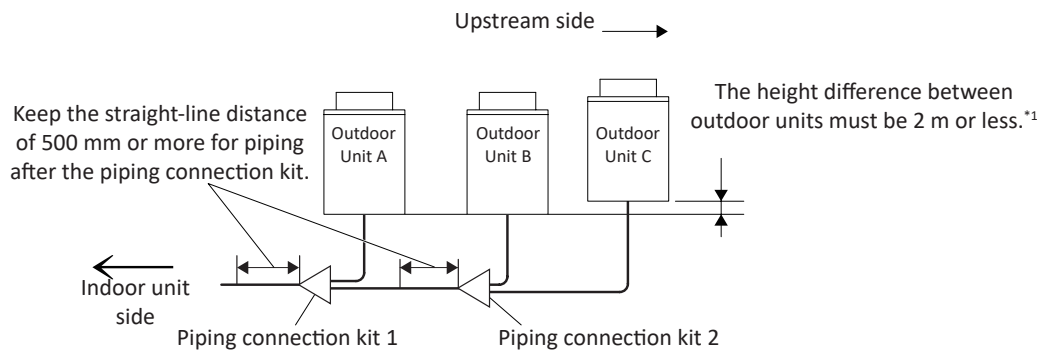 Upstream side
Keep the straight-line distance
of 500 mm or more for piping
after the piping connection kit.
Outdoor
Unit A
Outdoor
Unit B
Outdoor
Unit C
The height difference between
outdoor units must be 2 m or less.*1
Indoor unit
side
Piping connection kit 1
Piping connection kit 2